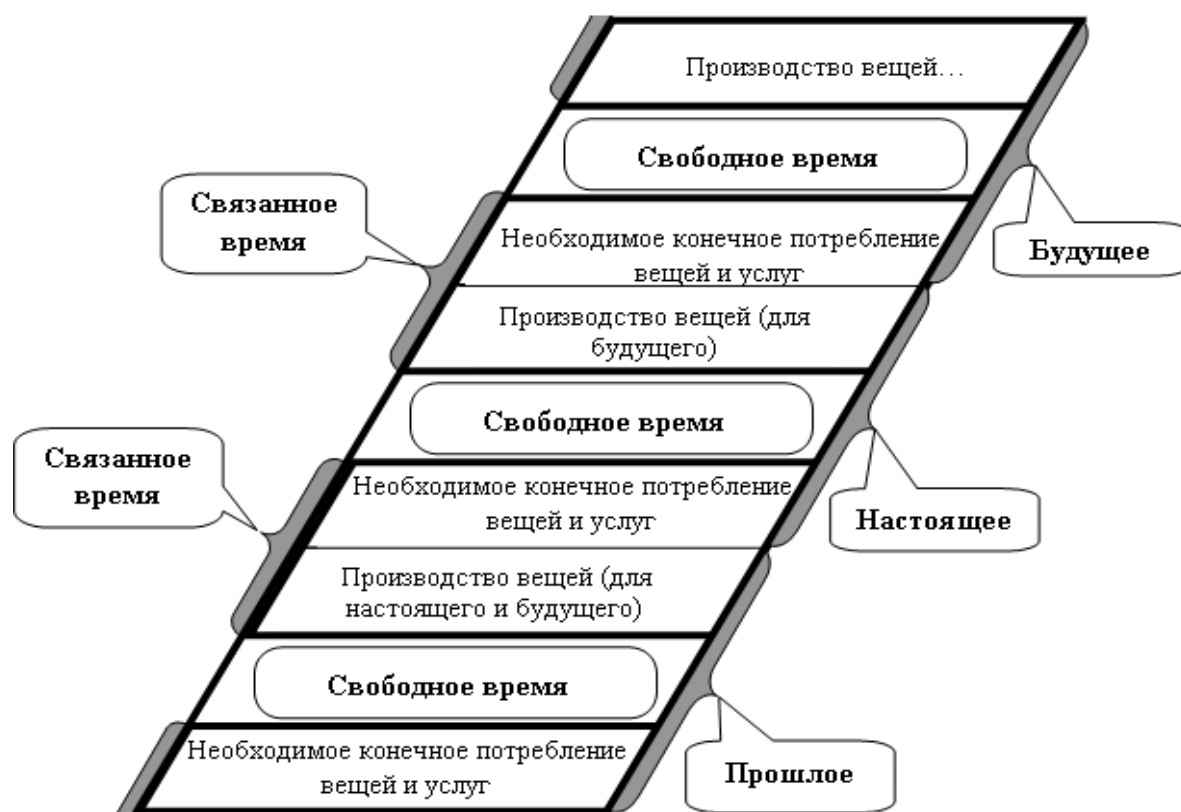 Производство вещей…
Свободное время
Связанное
время
Необходимое конечное потребление
вещей и услуг
Будущее
Производство вещей (для
будущего)
Свободное время
Связанное
время
Необходимое конечное потребление
вещей и услуг
Настоящее
Производство вещей (для
настоящего и будущего)
Свободное время
Необходимое конечное потребление
вещей и услуг
Прошлое